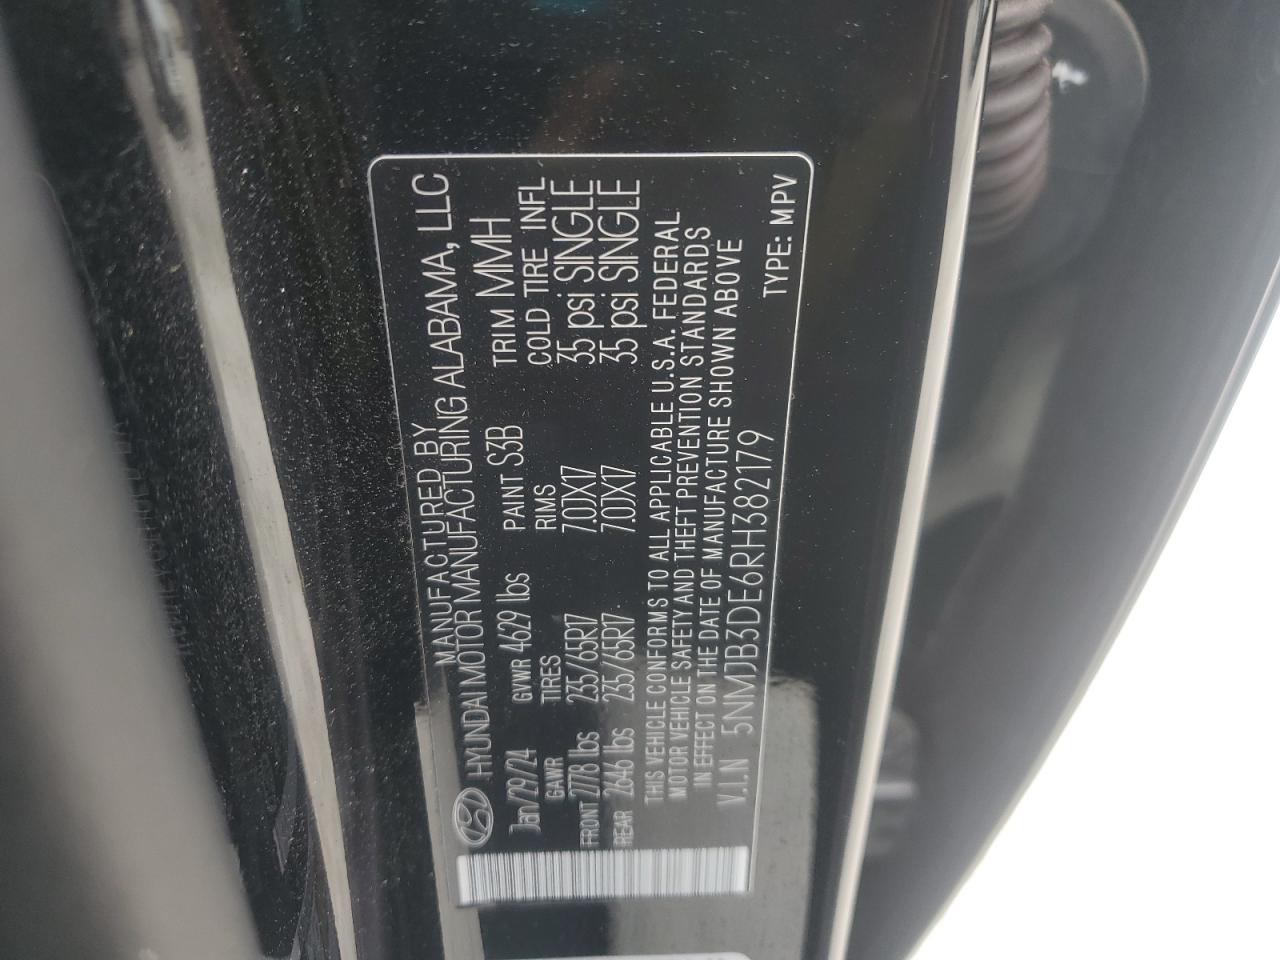 MANUFACTURED BY
HYUNDAI MOTOR MANUFACTURING ALABAMA, LLC
Jan/29/24 GVWR 4629 lbs PAINT S3B TRIM MMH
GAWR TIRES RIMS COLD TIRE INFL
FRONT 2778 lbs 235/65R17 7.0JX17 35 psi SINGLE
REAR 2646 lbs 235/65R17 7.0JX17 35 psi SINGLE
THIS VEHICLE CONFORMS TO ALL APPLICABLE U.S.A. FEDERAL
MOTOR VEHICLE SAFETY AND THEFT PREVENTION STANDARDS
IN EFFECT ON THE DATE OF MANUFACTURE SHOWN ABOVE
V.I.N 5NMJB3DE6RH382179 TYPE: MPV